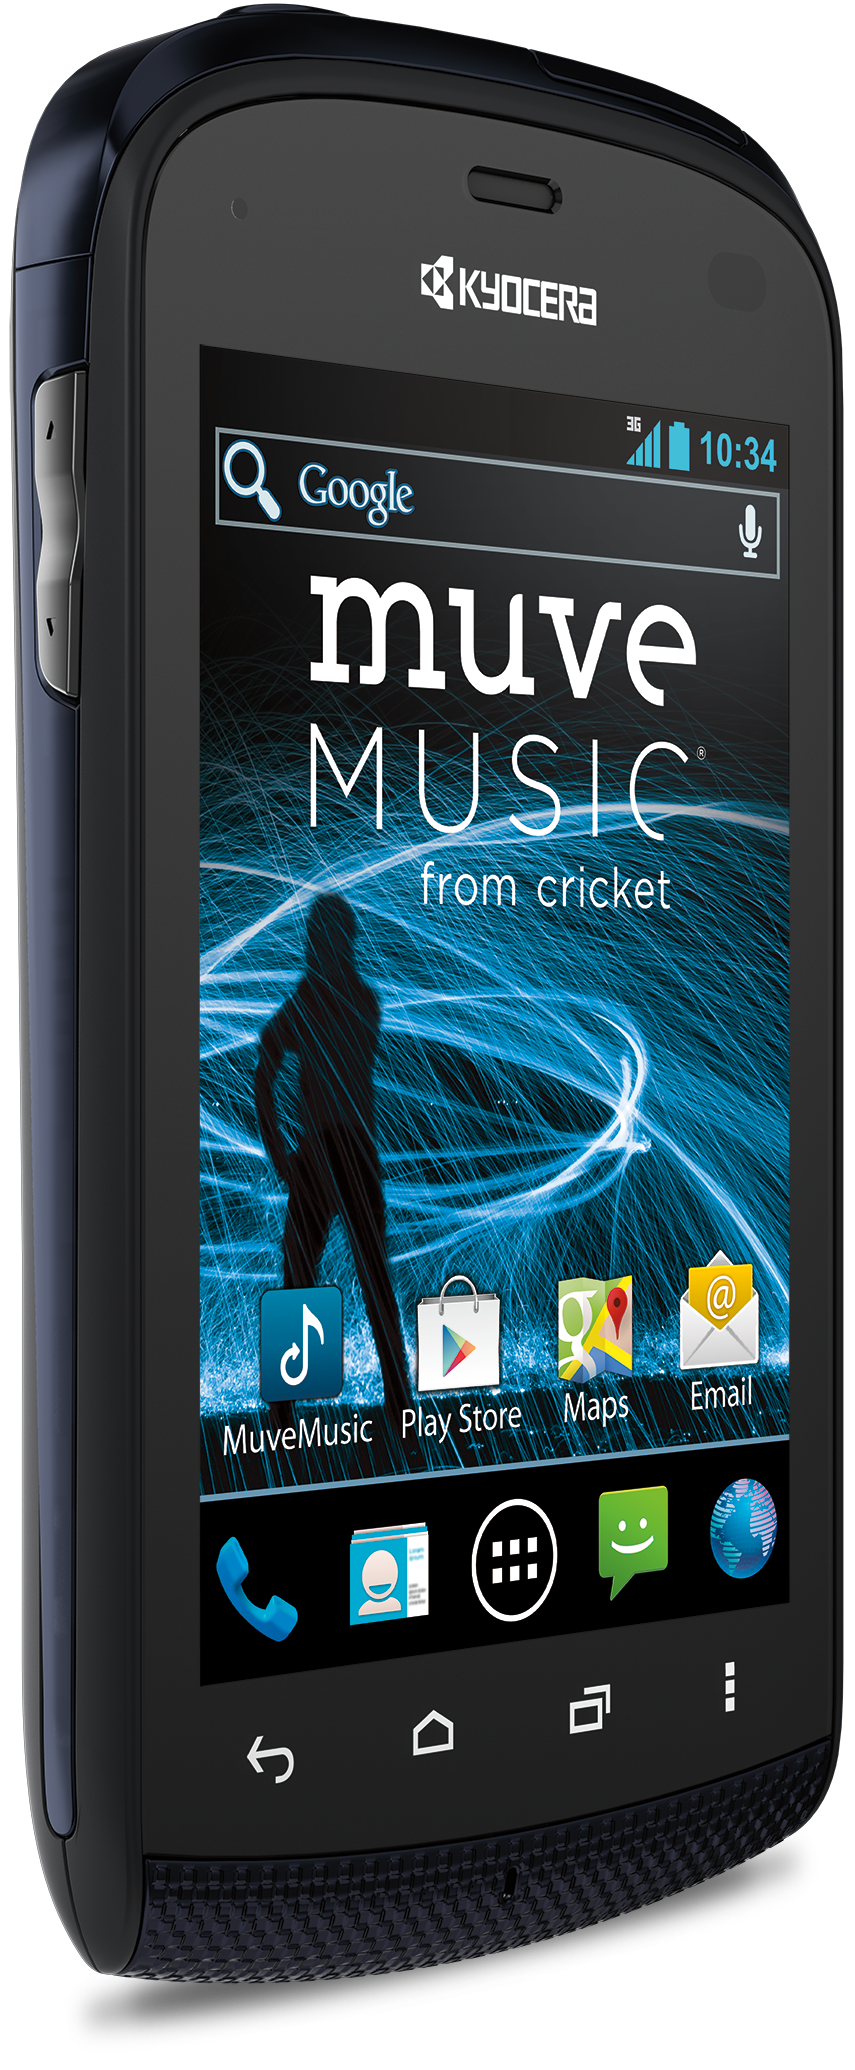 KYOCERA
3G 10:34
Google
muve
MUSIC®
from cricket
@
g
MuveMusic
Play Store
Maps
Email